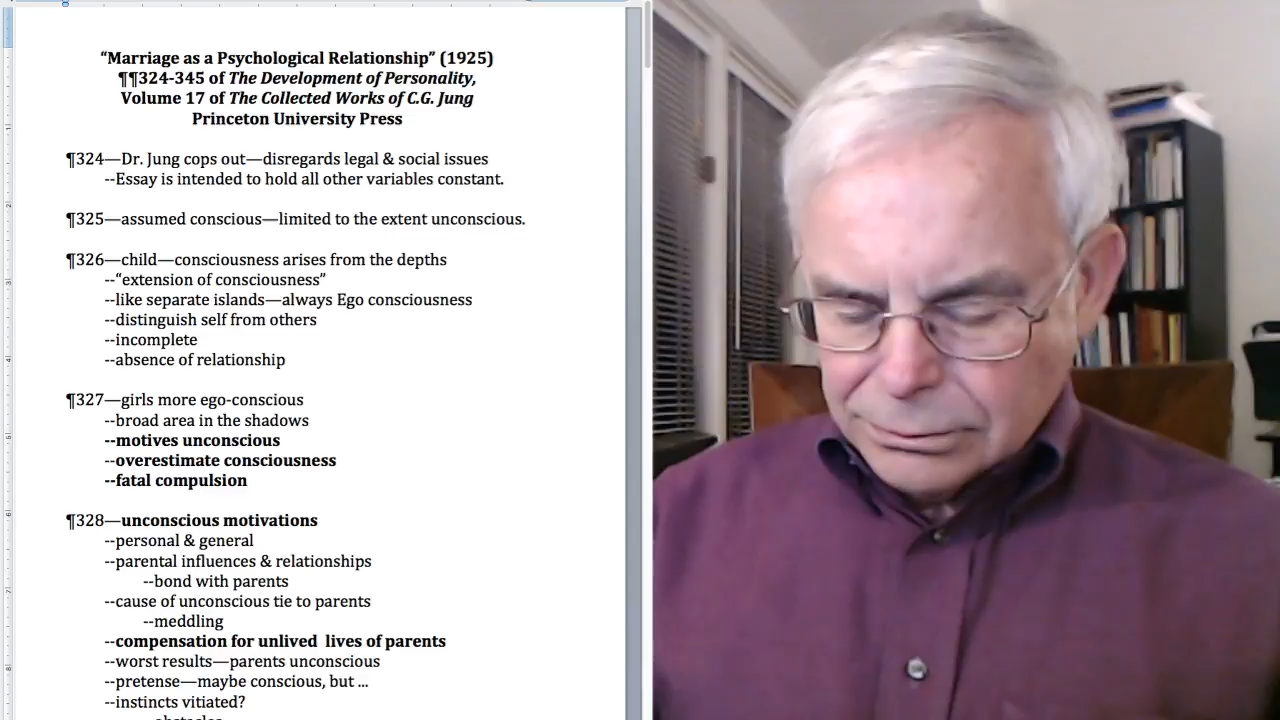 “Marriage as a Psychological Relationship” (1925)
¶¶324-345 of The Development of Personality,
Volume 17 of The Collected Works of C.G. Jung
Princeton University Press
¶324—Dr. Jung cops out—disregards legal & social issues
--Essay is intended to hold all other variables constant.
¶325—assumed conscious—limited to the extent unconscious.
¶326—child—consciousness arises from the depths
--“extension of consciousness”
--like separate islands—always Ego consciousness
--distinguish self from others
--incomplete
--absence of relationship
¶327—girls more ego-conscious
--broad area in the shadows
--motives unconscious
--overestimate consciousness
--fatal compulsion
¶328—unconscious motivations
--personal & general
--parental influences & relationships
--bond with parents
--cause of unconscious tie to parents
--meddling
--compensation for unlived  lives of parents
--worst results—parents unconscious
--pretense—maybe conscious, but ...
--instincts vitiated?